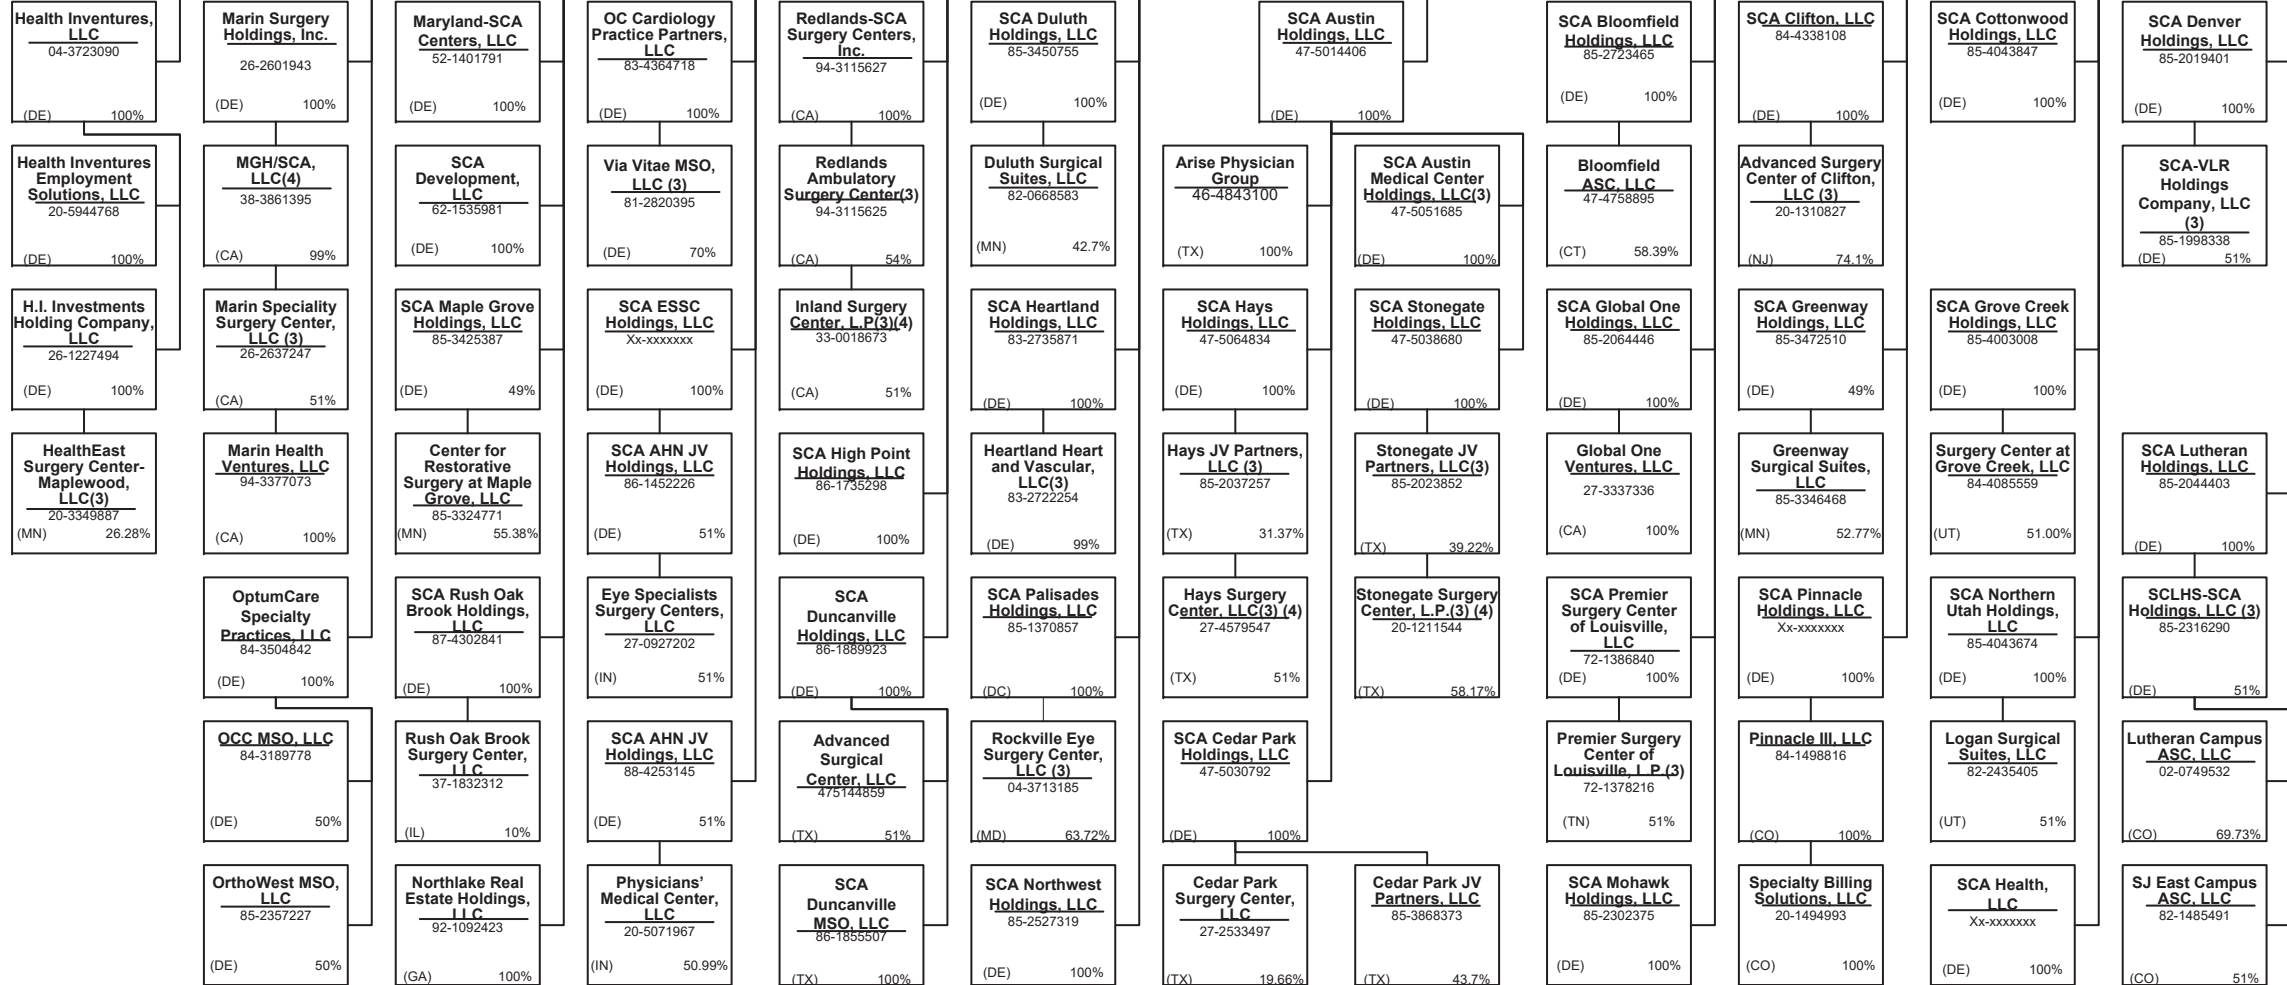 Health Inventures,
LLC
04-3723090
(DE) 100%
Marin Surgery
Holdings, Inc.
26-2601943
(DE) 100%
Maryland-SCA
Centers, LLC
52-1401791
(DE) 100%
OC Cardiology
Practice Partners,
LLC
83-4364718
(DE) 100%
Redlands-SCA
Surgery Centers,
Inc.
94-3115627
(CA) 100%
SCA Duluth
Holdings, LLC
85-3450755
(DE) 100%
SCA Austin
Holdings, LLC
47-5014406
(DE) 100%
SCA Bloomfield
Holdings, LLC
85-2723465
(DE) 100%
SCA Clifton, LLC
84-4338108
(DE) 100%
SCA Cottonwood
Holdings, LLC
85-4043847
(DE) 100%
SCA Denver
Holdings, LLC
85-2019401
(DE) 100%
Health Inventures
Employment
Solutions, LLC
20-5944768
(DE) 100%
MGH/SCA,
LLC(4)
38-3861395
(CA) 99%
SCA
Development,
LLC
62-1535981
(DE) 100%
Via Vitae MSO,
LLC (3)
81-2820395
(DE) 70%
Redlands
Ambulatory
Surgery Center(3)
94-3115625
(CA) 54%
Duluth Surgical
Suites, LLC
82-0668583
(MN) 42.7%
Arise Physician
Group
46-4843100
(TX) 100%
SCA Austin
Medical Center
Holdings, LLC(3)
47-5051685
(DE) 100%
Bloomfield
ASC, LLC
47-4758895
(CT) 58.39%
Advanced Surgery
Center of Clifton,
LLC (3)
20-1310827
(NJ) 74.1%
SCA-VLR
Holdings
Company, LLC
(3)
85-1998338
(DE) 51%
H.I. Investments
Holding Company,
LLC
26-1227494
(DE) 100%
Marin Speciality
Surgery Center,
LLC (3)
26-2637247
(CA) 51%
SCA Maple Grove
Holdings, LLC
85-3425387
(DE) 49%
SCA ESSC
Holdings, LLC
Xx-xxxxxxx
(DE) 100%
Inland Surgery
Center, L.P(3)(4)
33-0018673
(CA) 51%
SCA Heartland
Holdings, LLC
83-2735871
(DE) 100%
SCA Hays
Holdings, LLC
47-5064834
(DE) 100%
SCA Stonegate
Holdings, LLC
47-5038680
(DE) 100%
SCA Global One
Holdings, LLC
85-2064446
(DE) 100%
SCA Greenway
Holdings, LLC
85-3472510
(DE) 49%
SCA Grove Creek
Holdings, LLC
85-4003008
(DE) 100%
HealthEast
Surgery Center-
Maplewood,
LLC(3)
20-3349887
(MN) 26.28%
Marin Health
Ventures, LLC
94-3377073
(CA) 100%
Center for
Restorative
Surgery at Maple
Grove, LLC
85-3324771
(MN) 55.38%
SCA AHN JV
Holdings, LLC
86-1452226
(DE) 51%
SCA High Point
Holdings, LLC
86-1735298
(DE) 100%
Heartland Heart
and Vascular,
LLC(3)
83-2722254
(DE) 99%
Hays JV Partners,
LLC (3)
85-2037257
(TX) 31.37%
Stonegate JV
Partners, LLC(3)
85-2023852
(TX) 39.22%
Global One
Ventures, LLC
27-3337336
(CA) 100%
Greenway
Surgical Suites,
LLC
85-3346468
(MN) 52.77%
Surgery Center at
Grove Creek, LLC
84-4085559
(UT) 51.00%
SCA Lutheran
Holdings, LLC
85-2044403
(DE) 100%
OptumCare
Specialty
Practices, LLC
84-3504842
(DE) 100%
SCA Rush Oak
Brook Holdings,
LLC
87-4302841
(DE) 100%
Eye Specialists
Surgery Centers,
LLC
27-0927202
(IN) 51%
SCA
Duncanville
Holdings, LLC
86-1889923
(DE) 100%
SCA Palisades
Holdings, LLC
85-1370857
(DC) 100%
Hays Surgery
Center, LLC(3) (4)
27-4579547
(TX) 51%
Stonegate Surgery
Center, L.P.(3) (4)
20-1211544
(TX) 58.17%
SCA Premier
Surgery Center
of Louisville,
LLC
72-1386840
(DE) 100%
SCA Pinnacle
Holdings, LLC
Xx-xxxxxxx
(DE) 100%
SCA Northern
Utah Holdings,
LLC
85-4043674
(DE) 100%
SCLHS-SCA
Holdings, LLC (3)
85-2316290
(DE) 51%
OCC MSO, LLC
84-3189778
(DE) 50%
Rush Oak Brook
Surgery Center,
LLC
37-1832312
(IL) 10%
SCA AHN JV
Holdings, LLC
88-4253145
(DE) 51%
Advanced
Surgical
Center, LLC
475144859
(TX) 51%
Rockville Eye
Surgery Center,
LLC (3)
04-3713185
(MD) 63.72%
SCA Cedar Park
Holdings, LLC
47-5030792
(DE) 100%
Premier Surgery
Center of
Louisville, L.P.(3)
72-1378216
(TN) 51%
Pinnacle III, LLC
84-1498816
(CO) 100%
Logan Surgical
Suites, LLC
82-2435405
(UT) 51%
Lutheran Campus
ASC, LLC
02-0749532
(CO) 69.73%
OrthoWest MSO,
LLC
85-2357227
(DE) 50%
Northlake Real
Estate Holdings,
LLC
92-1092423
(GA) 100%
Physicians’
Medical Center,
LLC
20-5071967
(IN) 50.99%
SCA
Duncanville
MSO, LLC
86-1855507
(TX) 100%
SCA Northwest
Holdings, LLC
85-2527319
(DE) 100%
Cedar Park
Surgery Center,
LLC
27-2533497
(TX) 19.66%
Cedar Park JV
Partners, LLC
85-3868373
(TX) 43.7%
SCA Mohawk
Holdings, LLC
85-2302375
(DE) 100%
Specialty Billing
Solutions, LLC
20-1494993
(CO) 100%
SCA Health,
LLC
Xx-xxxxxxx
(DE) 100%
SJ East Campus
ASC, LLC
82-1485491
(CO) 51%